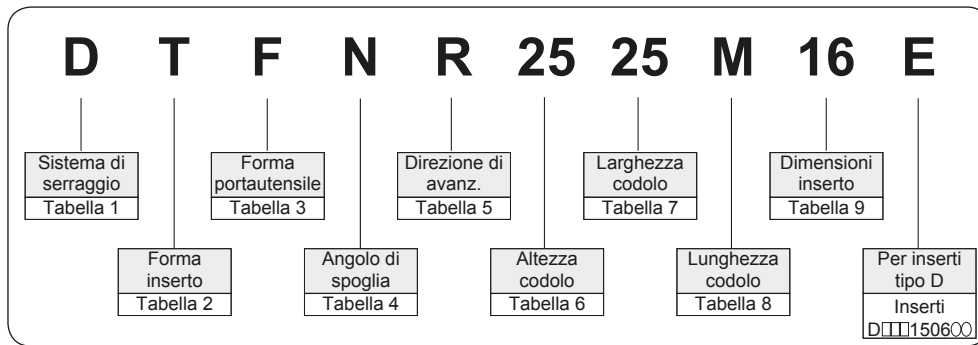 D T F N R 25 25 M 16 E
Sistema di
serraggio
Tabella 1
Forma
portautensile
Tabella 3
Direzione di
avanz.
Tabella 5
Larghezza
codolo
Tabella 7
Dimensioni
inserto
Tabella 9
Forma
inserto
Tabella 2
Angolo di
spoglia
Tabella 4
Altezza
codolo
Tabella 6
Lunghezza
codolo
Tabella 8
Per inserti
tipo D
Inserti
D□□□1506○○